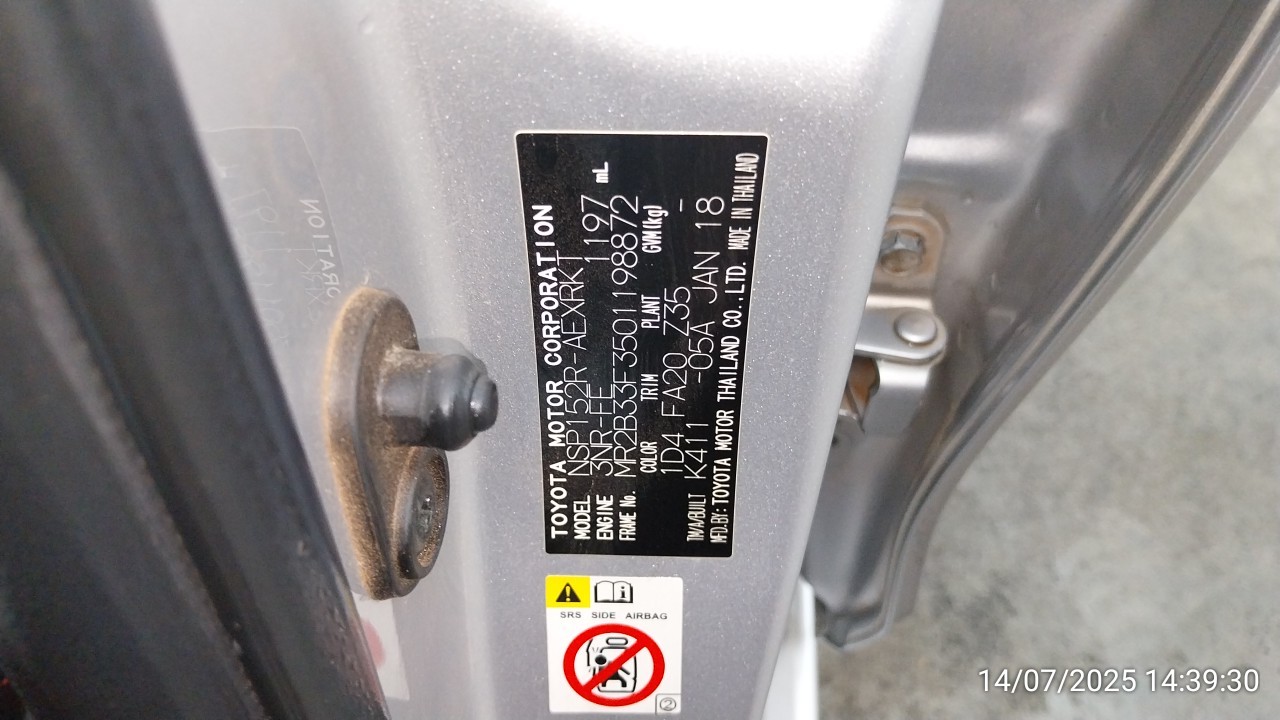 TOYOTA MOTOR CORPORATION
MODEL NSP152R-AEXRKT
ENGINE 3NR-FE 1197 mL
FRAME No. MR2B33F3501198872
COLOR TRIM PLANT GVM(kg)
1D4 FA20 Z35 -
TM/A/BUILT K411 -05A JAN 18
MFD.BY:TOYOTA MOTOR THAILAND CO.,LTD. MADE IN THAILAND
SRS SIDE AIRBAG
2
14/07/2025 14:39:30